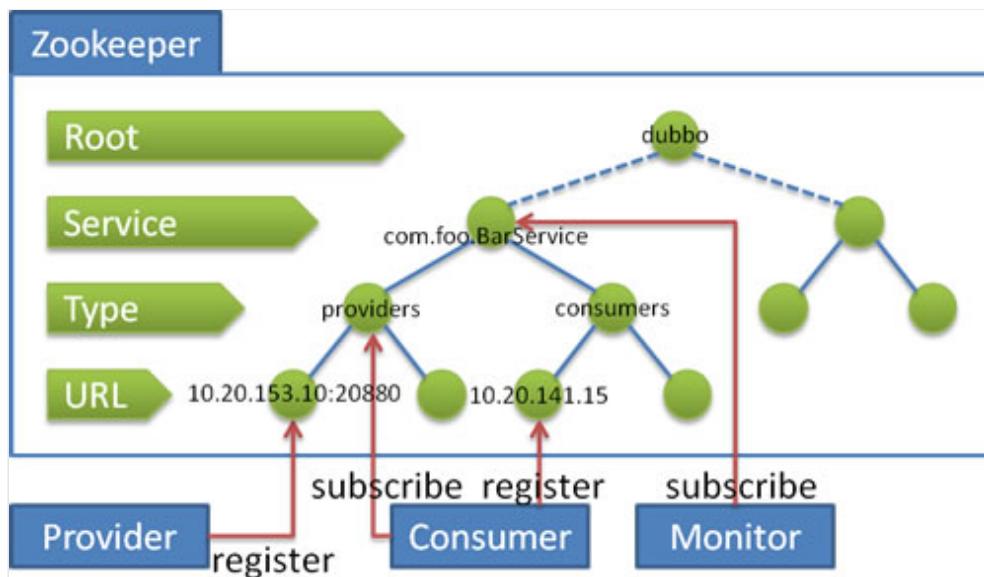 Zookeeper
Root
dubbo
Service
com.foo.BarService
Type
providers
consumers
URL
10.20.153.10:20880
10.20.141.15
subscribe
register
subscribe
Provider
register
Consumer
Monitor